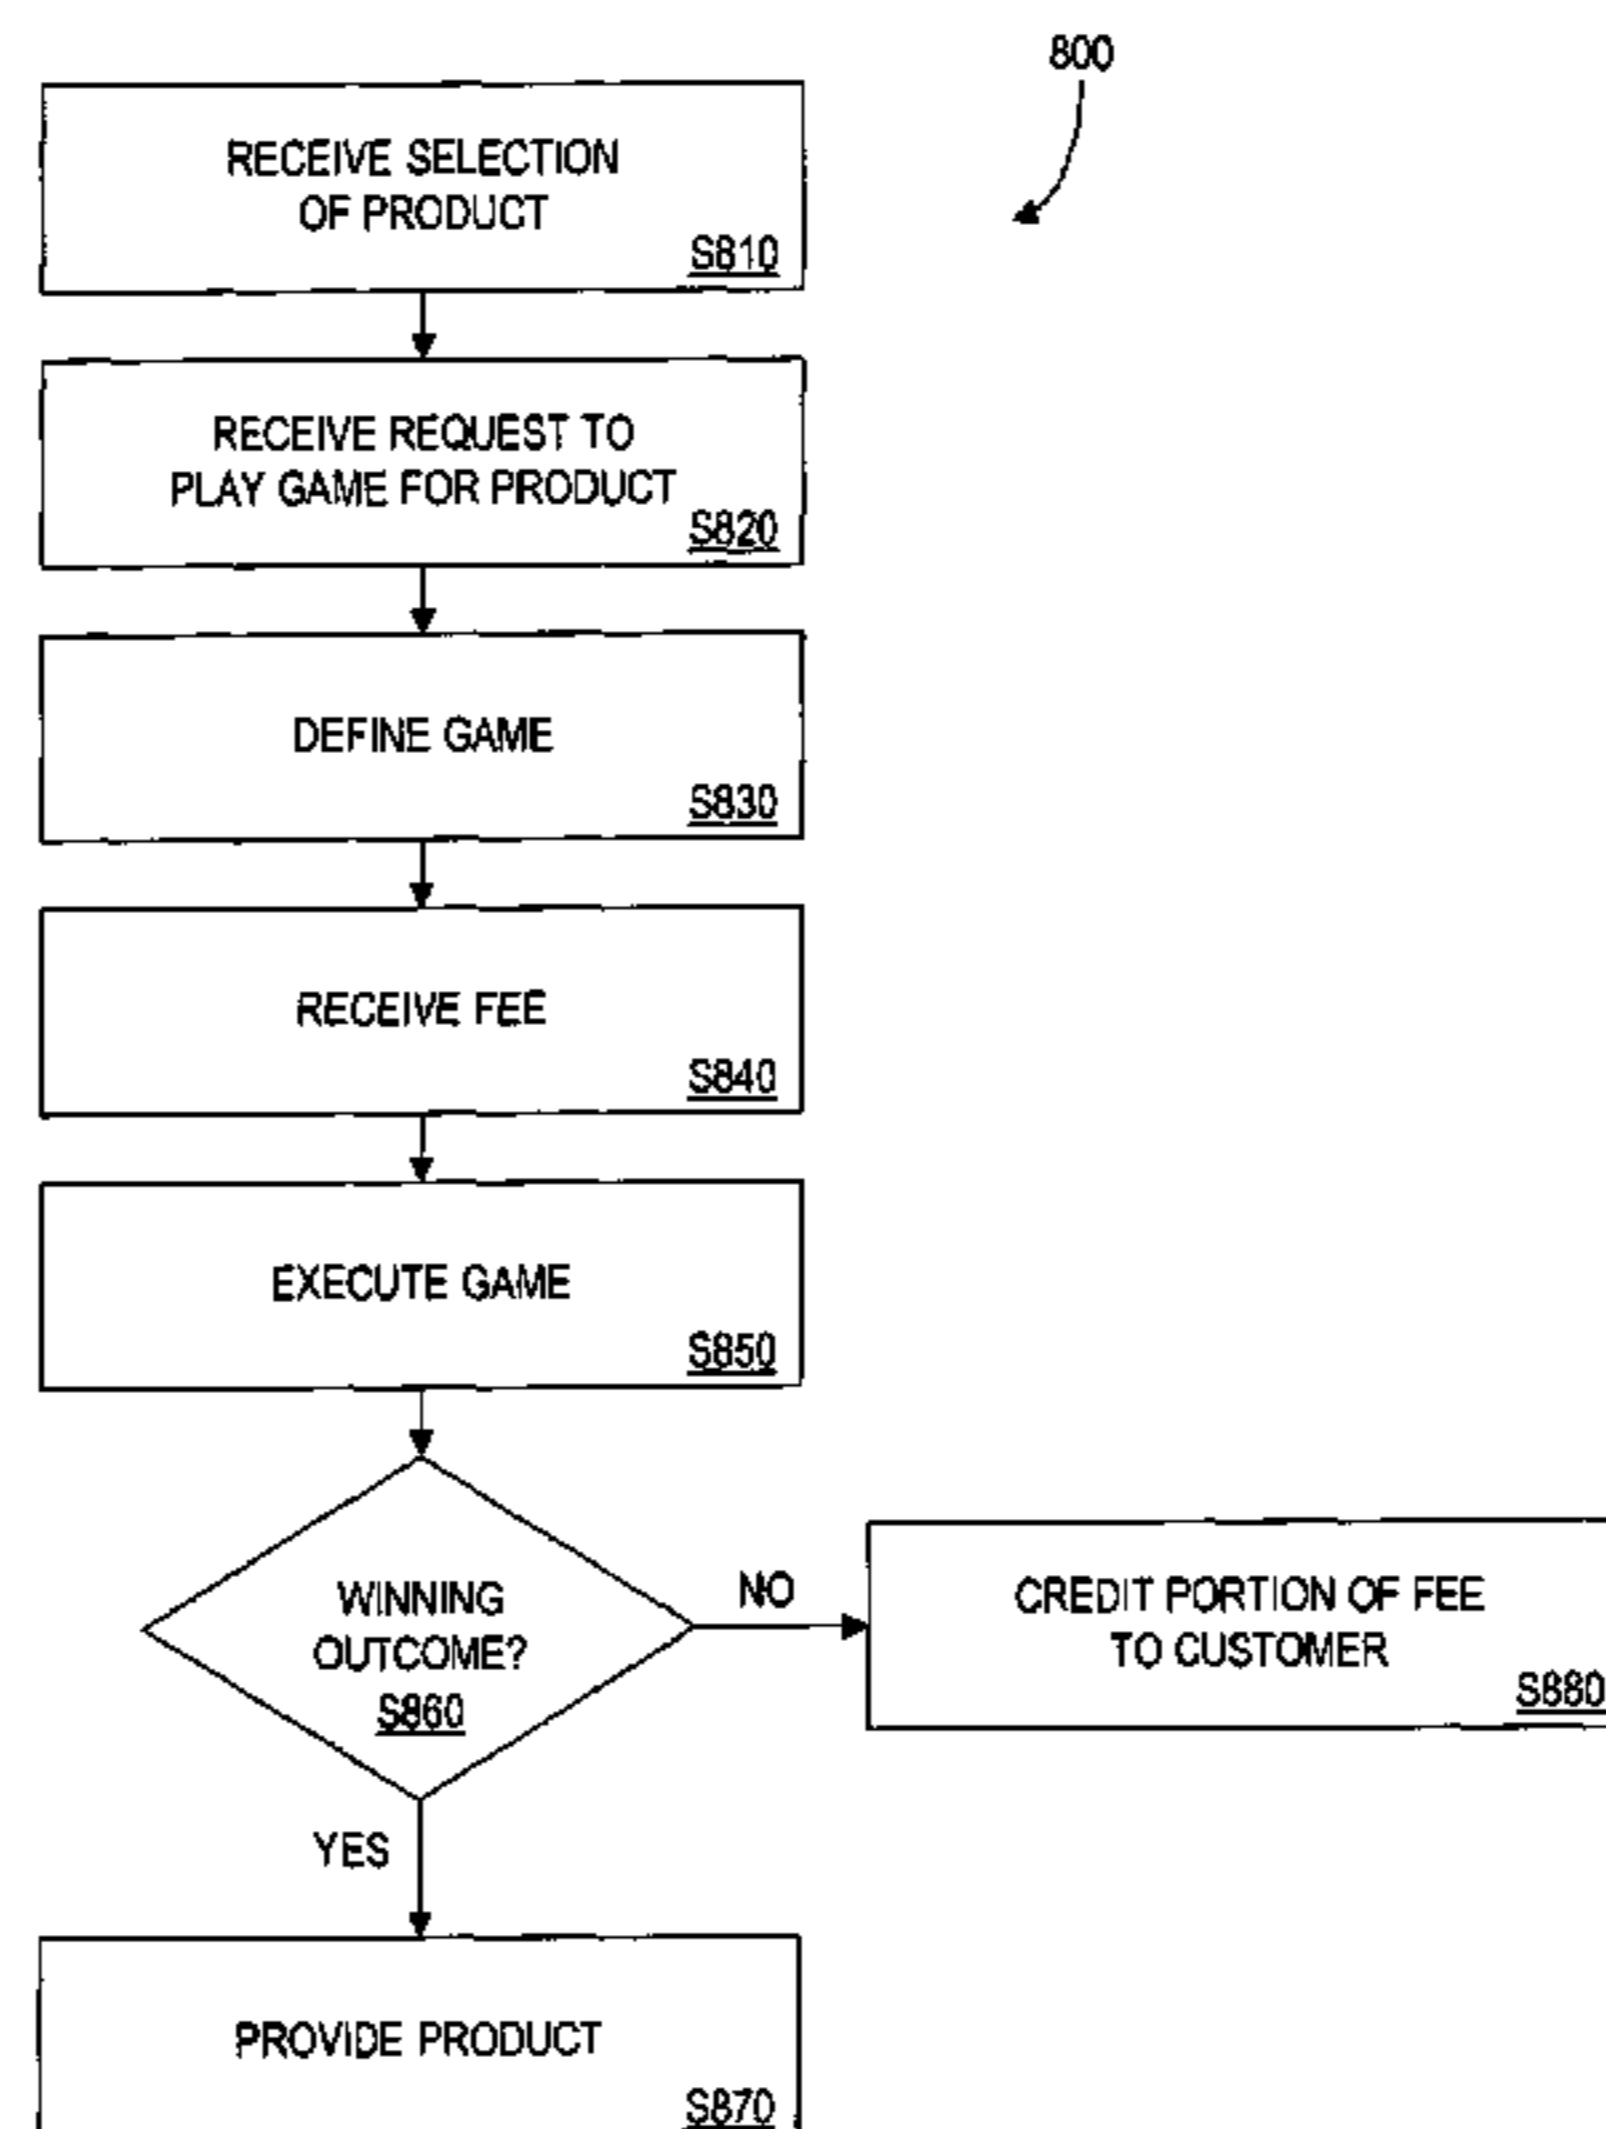 800
RECEIVE SELECTION
OF PRODUCT
S810
RECEIVE REQUEST TO
PLAY GAME FOR PRODUCT
S820
DEFINE GAME
S830
RECEIVE FEE
S840
EXECUTE GAME
S850
WINNING
OUTCOME?
S860
NO
CREDIT PORTION OF FEE
TO CUSTOMER
S880
YES
PROVIDE PRODUCT
S870